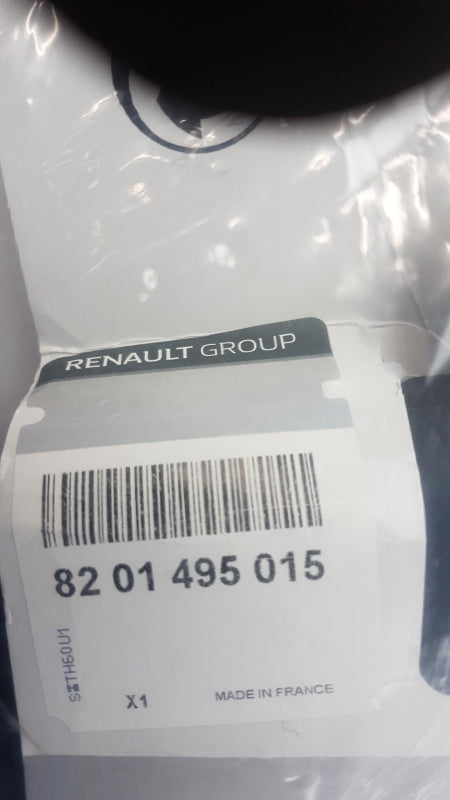 RENAULT GROUP
82 01 495 015
X1
MADE IN FRANCE